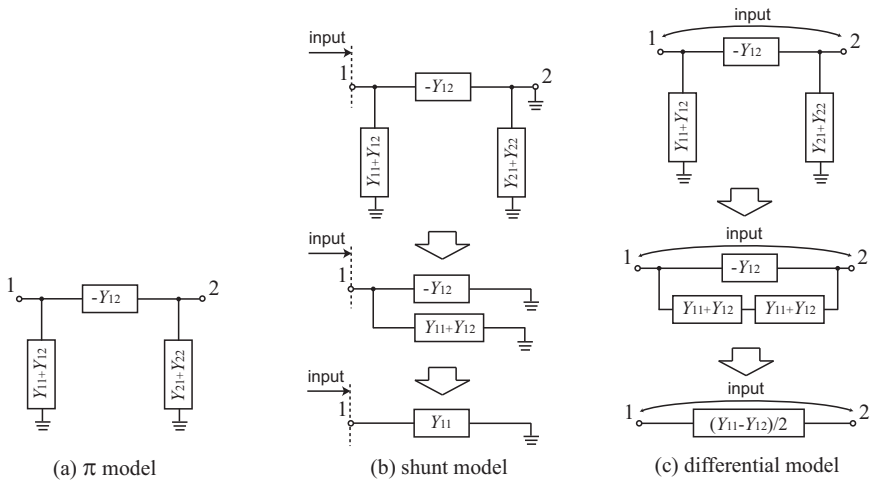 1
2
-Y12
Y11+Y12
Y21+Y22
(a) π model
input
1
2
-Y12
Y11+Y12
Y21+Y22
input
1
-Y12
Y11+Y12
input
1
Y11
(b) shunt model
input
1
2
-Y12
Y11+Y12
Y21+Y22
input
1
2
-Y12
Y11+Y12
Y11+Y12
input
1
2
(Y11-Y12)/2
(c) differential model